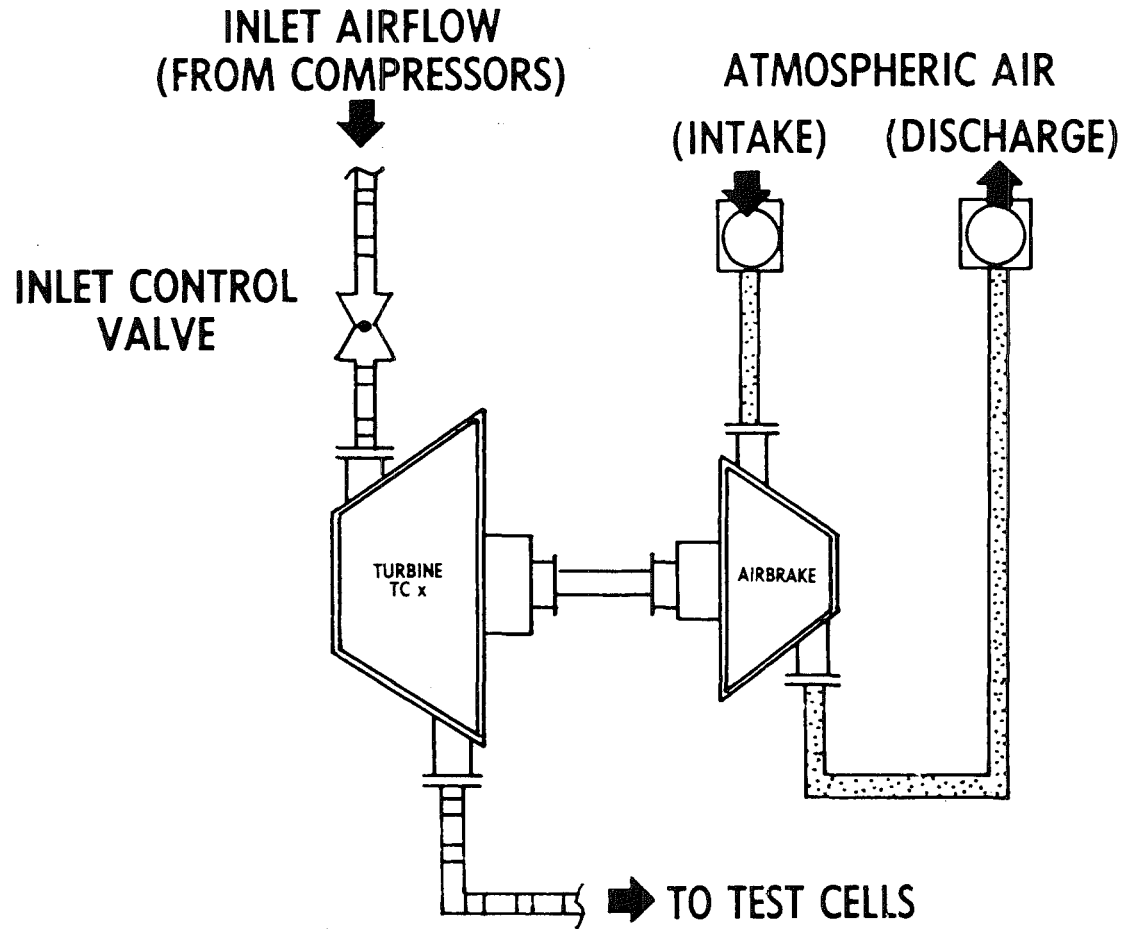 INLET AIRFLOW
(FROM COMPRESSORS)
ATMOSPHERIC AIR
(INTAKE)
(DISCHARGE)
INLET CONTROL
VALVE
TURBINE
TC x
AIRBRAKE
TO TEST CELLS